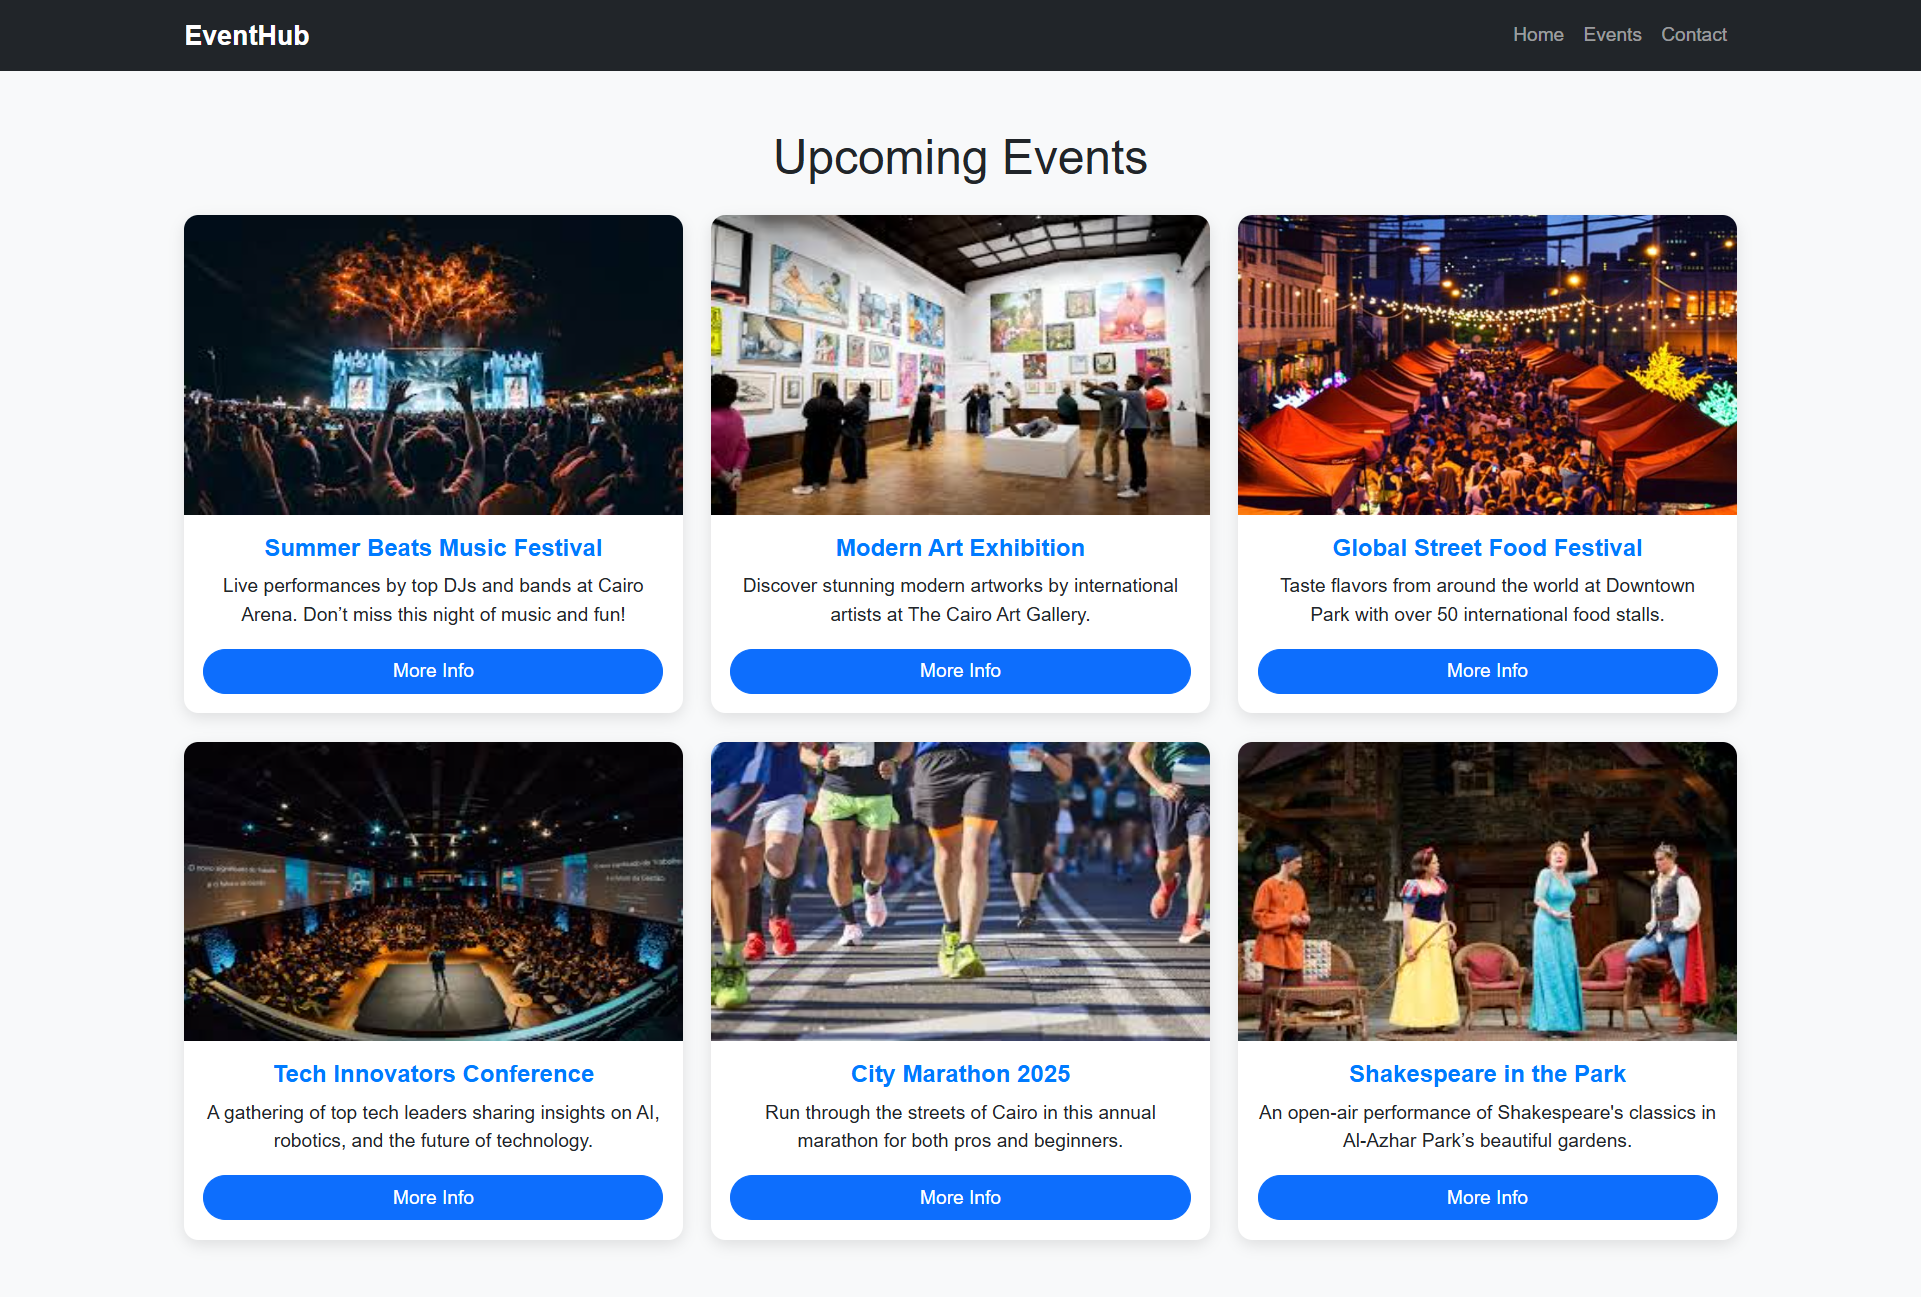 EventHub
Home Events Contact
Upcoming Events
Summer Beats Music Festival
Live performances by top DJs and bands at Cairo
Arena. Don’t miss this night of music and fun!
More Info
Modern Art Exhibition
Discover stunning modern artworks by international
artists at The Cairo Art Gallery.
More Info
Global Street Food Festival
Taste flavors from around the world at Downtown
Park with over 50 international food stalls.
More Info
Tech Innovators Conference
A gathering of top tech leaders sharing insights on AI,
robotics, and the future of technology.
More Info
City Marathon 2025
Run through the streets of Cairo in this annual
marathon for both pros and beginners.
More Info
Shakespeare in the Park
An open-air performance of Shakespeare's classics in
Al-Azhar Park’s beautiful gardens.
More Info